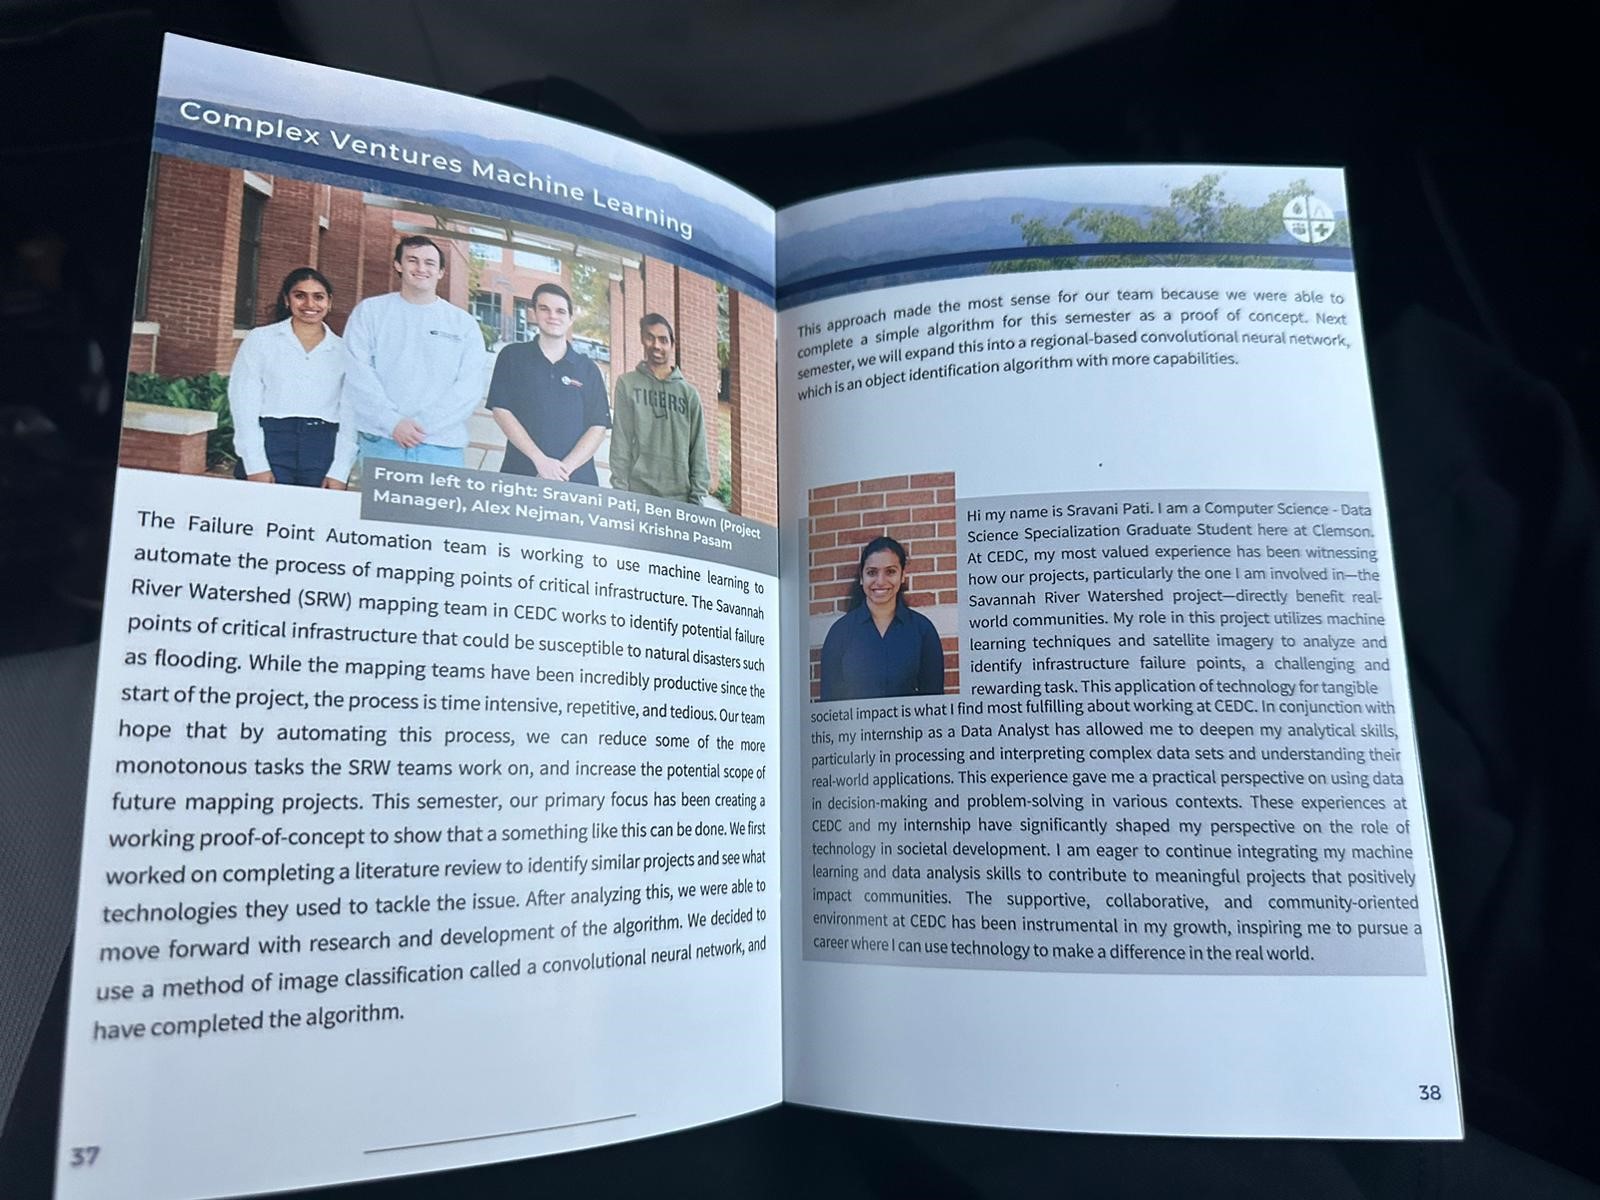 Complex Ventures Machine Learning
TIGERS
From left to right: Sravani Pati, Ben Brown (Project
Manager), Alex Nejman, Vamsi Krishna Pasam
The Failure Point Automation team is working to use machine learning to
automate the process of mapping points of critical infrastructure. The Savannah
River Watershed (SRW) mapping team in CEDC works to identify potential failure
points of critical infrastructure that could be susceptible to natural disasters such
as flooding. While the mapping teams have been incredibly productive since the
start of the project, the process is time intensive, repetitive, and tedious. Our team
hope that by automating this process, we can reduce some of the more
monotonous tasks the SRW teams work on, and increase the potential scope of
future mapping projects. This semester, our primary focus has been creating a
working proof-of-concept to show that a something like this can be done. We first
worked on completing a literature review to identify similar projects and see what
technologies they used to tackle the issue. After analyzing this, we were able to
move forward with research and development of the algorithm. We decided to
use a method of image classification called a convolutional neural network, and
have completed the algorithm.
37
This approach made the most sense for our team because we were able to
complete a simple algorithm for this semester as a proof of concept. Next
semester, we will expand this into a regional-based convolutional neural network,
which is an object identification algorithm with more capabilities.
Hi my name is Sravani Pati. I am a Computer Science - Data
Science Specialization Graduate Student here at Clemson.
At CEDC, my most valued experience has been witnessing
how our projects, particularly the one I am involved in—the
Savannah River Watershed project—directly benefit real-
world communities. My role in this project utilizes machine
learning techniques and satellite imagery to analyze and
identify infrastructure failure points, a challenging and
rewarding task. This application of technology for tangible
societal impact is what I find most fulfilling about working at CEDC. In conjunction with
this, my internship as a Data Analyst has allowed me to deepen my analytical skills,
particularly in processing and interpreting complex data sets and understanding their
real-world applications. This experience gave me a practical perspective on using data
in decision-making and problem-solving in various contexts. These experiences at
CEDC and my internship have significantly shaped my perspective on the role of
technology in societal development. I am eager to continue integrating my machine
learning and data analysis skills to contribute to meaningful projects that positively
impact communities. The supportive, collaborative, and community-oriented
environment at CEDC has been instrumental in my growth, inspiring me to pursue a
career where I can use technology to make a difference in the real world.
38